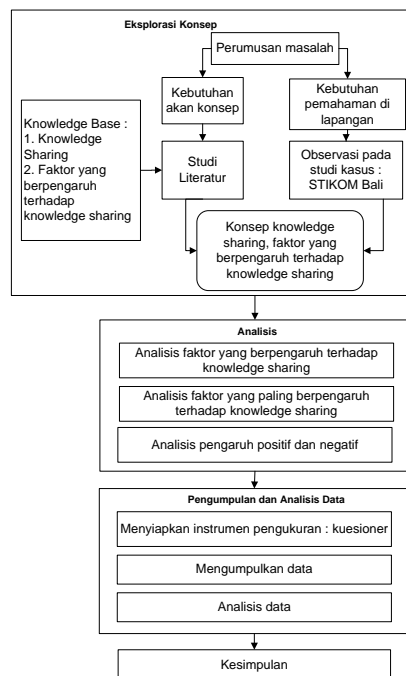 Eksplorasi Konsep
Perumusan masalah
Kebutuhan
akan konsep
Kebutuhan
pemahaman di
lapangan
Knowledge Base :
1. Knowledge
Sharing
2. Faktor yang
berpengaruh
terhadap
knowledge sharing
Studi
Literatur
Observasi pada
studi kasus :
STIKOM Bali
Konsep knowledge
sharing, faktor yang
berpengaruh terhadap
knowledge sharing
Analisis
Analisis faktor yang berpengaruh terhadap
knowledge sharing
Analisis faktor yang paling berpengaruh
terhadap knowledge sharing
Analisis pengaruh positif dan negatif
Pengumpulan dan Analisis Data
Menyiapkan instrumen pengukuran : kuesioner
Mengumpulkan data
Analisis data
Kesimpulan